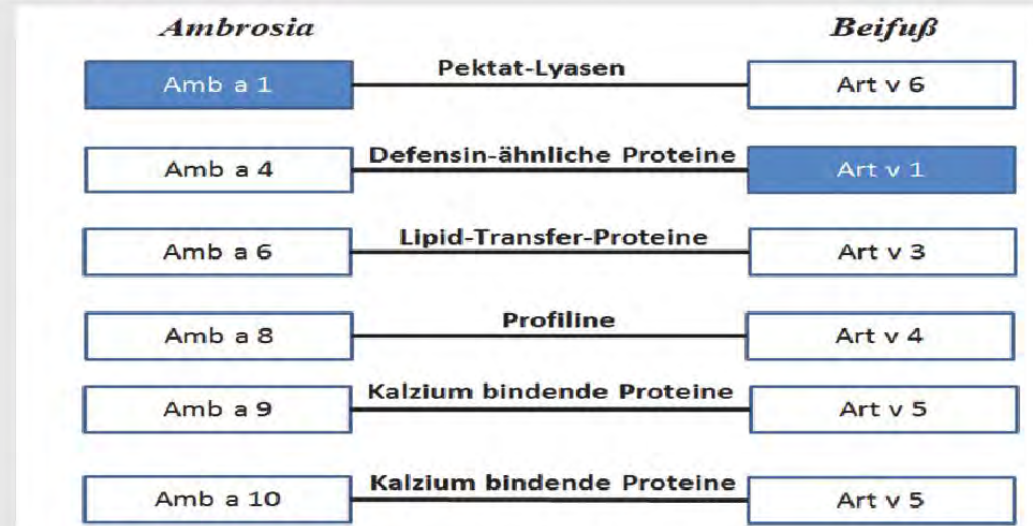 Ambrosia Beifuß
Amb a 1 Pektat-Lyasen Art v 6
Amb a 4 Defensin-ähnliche Proteine Art v 1
Amb a 6 Lipid-Transfer-Proteine Art v 3
Amb a 8 Profiline Art v 4
Amb a 9 Kalzium bindende Proteine Art v 5
Amb a 10 Kalzium bindende Proteine Art v 5